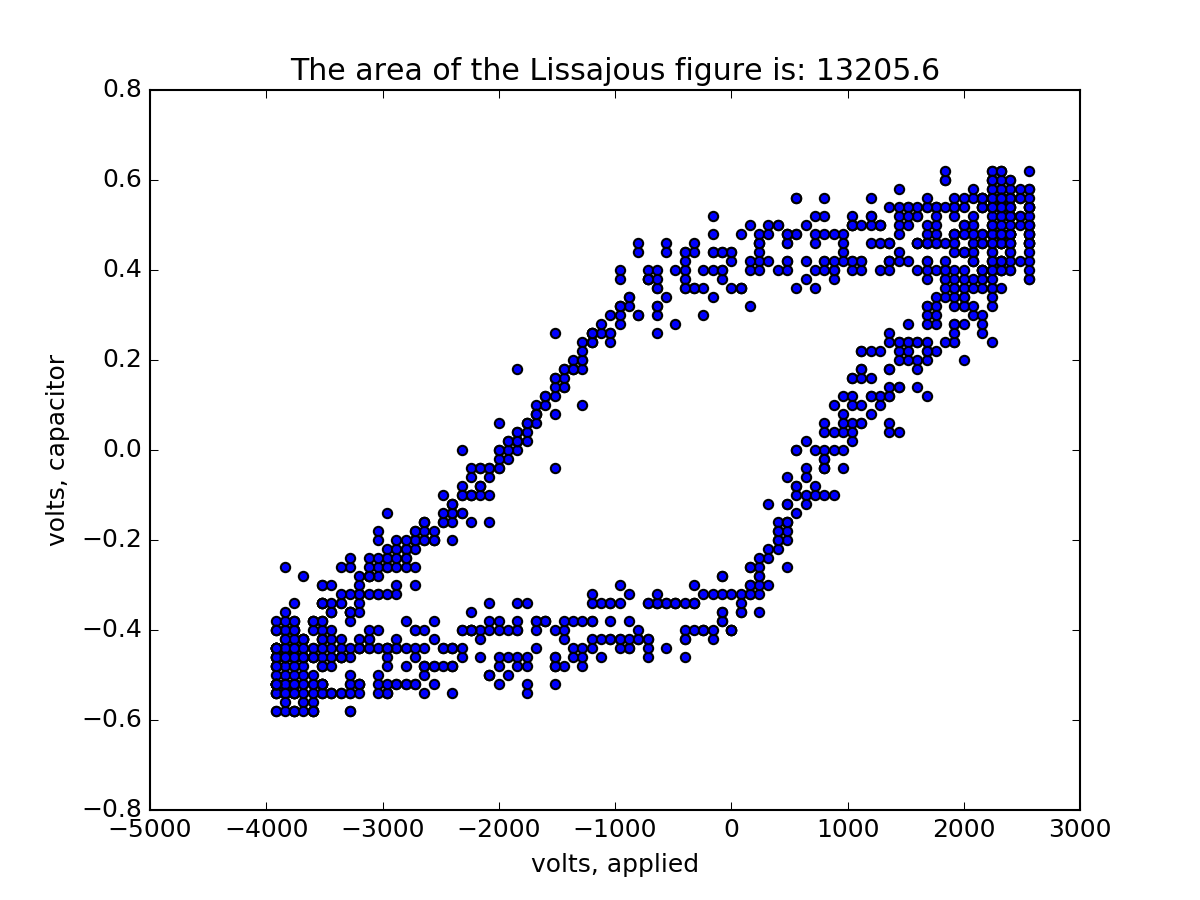 The area of the Lissajous figure is: 13205.6
0.8
0.6
0.4
0.2
0.0
−0.2
−0.4
−0.6
−0.8
volts, capacitor
−5000 −4000 −3000 −2000 −1000 0 1000 2000 3000
volts, applied